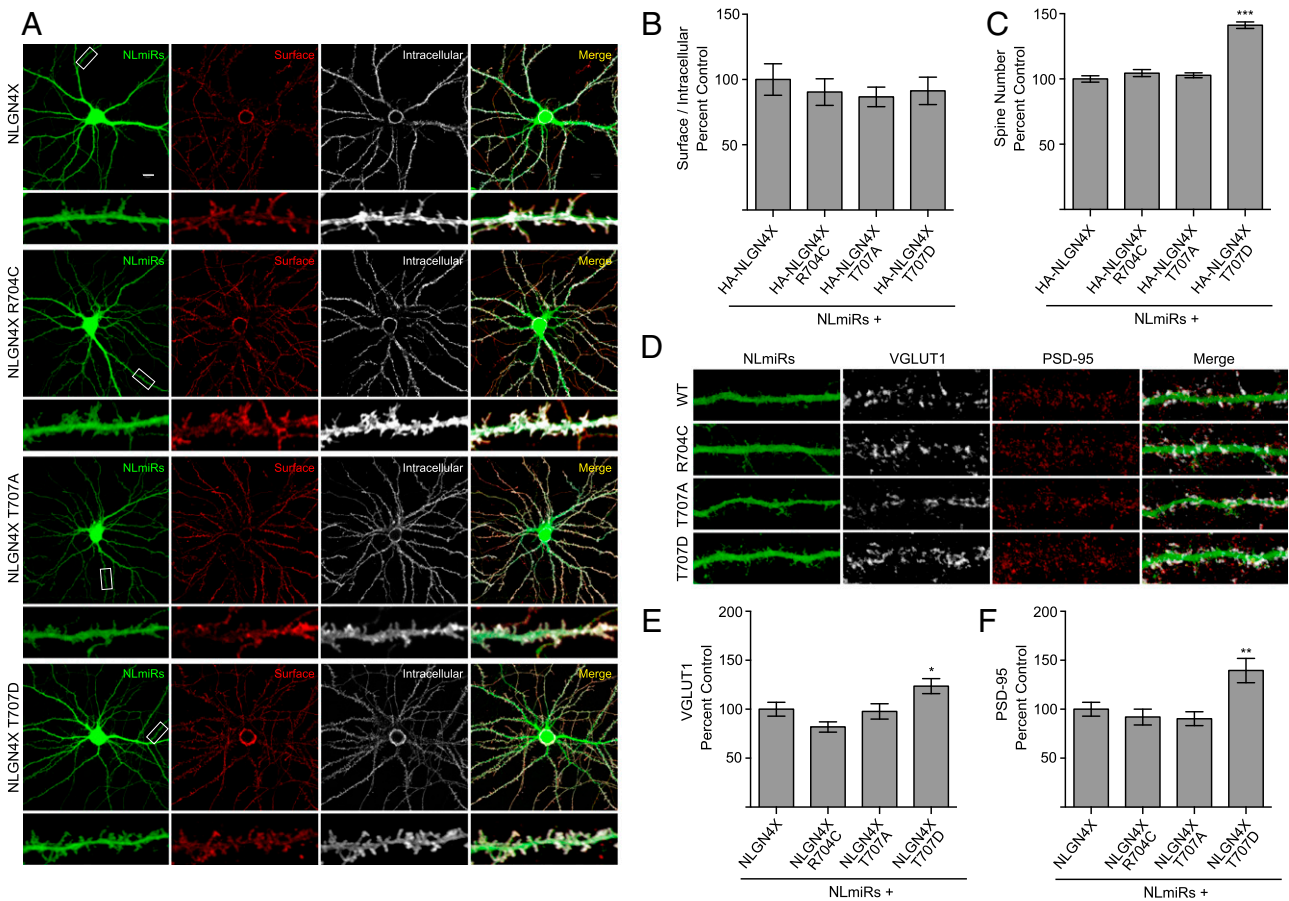 A
NLmiRs Surface Intracellular Merge
NLGN4X
NLmiRs Surface Intracellular Merge
NLGN4X R704C
NLmiRs Surface Intracellular Merge
NLGN4X T707A
NLmiRs Surface Intracellular Merge
NLGN4X T707D
B
Surface / Intracellular
Percent Control
150
100
50
HA-NLGN4X
HA-NLGN4X
R704C
HA-NLGN4X
T707A
HA-NLGN4X
T707D
NLmiRs +
C
Spine Number
Percent Control
150
100
50
***
HA-NLGN4X
HA-NLGN4X
R704C
HA-NLGN4X
T707A
HA-NLGN4X
T707D
NLmiRs +
D
NLmiRs VGLUT1 PSD-95 Merge
WT
R704C
T707A
T707D
E
VGLUT1
Percent Control
200
150
100
50
*
NLGN4X
NLGN4X
R704C
NLGN4X
T707A
NLGN4X
T707D
NLmiRs +
F
PSD-95
Percent Control
200
150
100
50
**
NLGN4X
NLGN4X
R704C
NLGN4X
T707A
NLGN4X
T707D
NLmiRs +